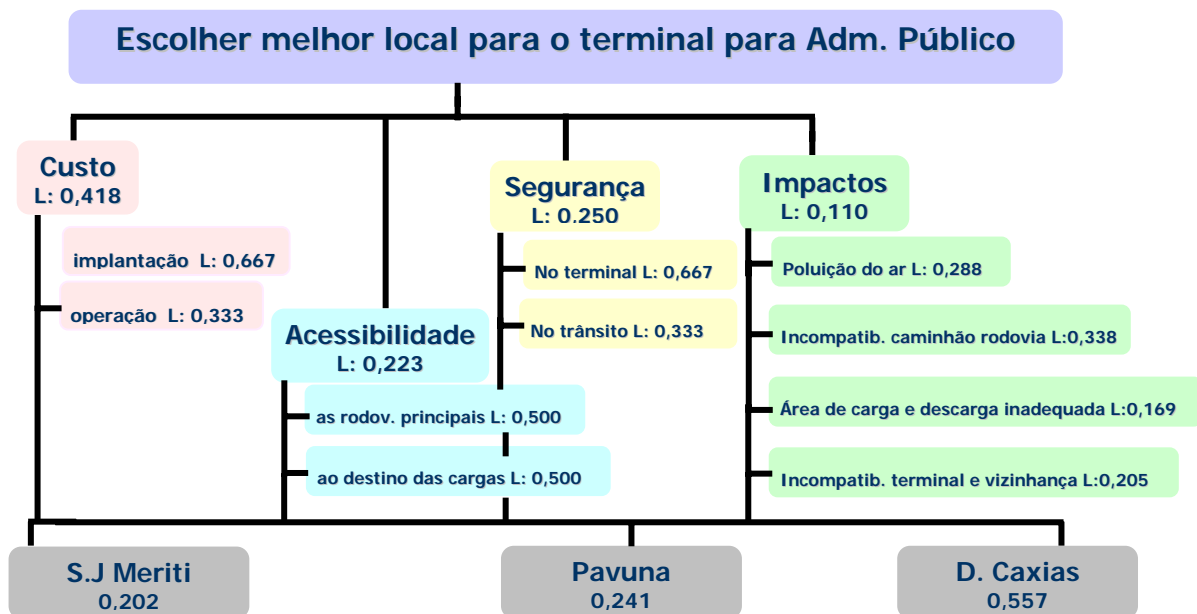 Escolher melhor local para o terminal para Adm. Público
Custo
L: 0,418
implantação L: 0,667
operação L: 0,333
Acessibilidade
L: 0,223
as rodov. principais L: 0,500
ao destino das cargas L: 0,500
Segurança
L: 0,250
No terminal L: 0,667
No trânsito L: 0,333
Impactos
L: 0,110
Poluição do ar L: 0,288
Incompatib. caminhão rodovia L:0,338
Área de carga e descarga inadequada L:0,169
Incompatib. terminal e vizinhança L:0,205
S.J Meriti
0,202
Pavuna
0,241
D. Caxias
0,557